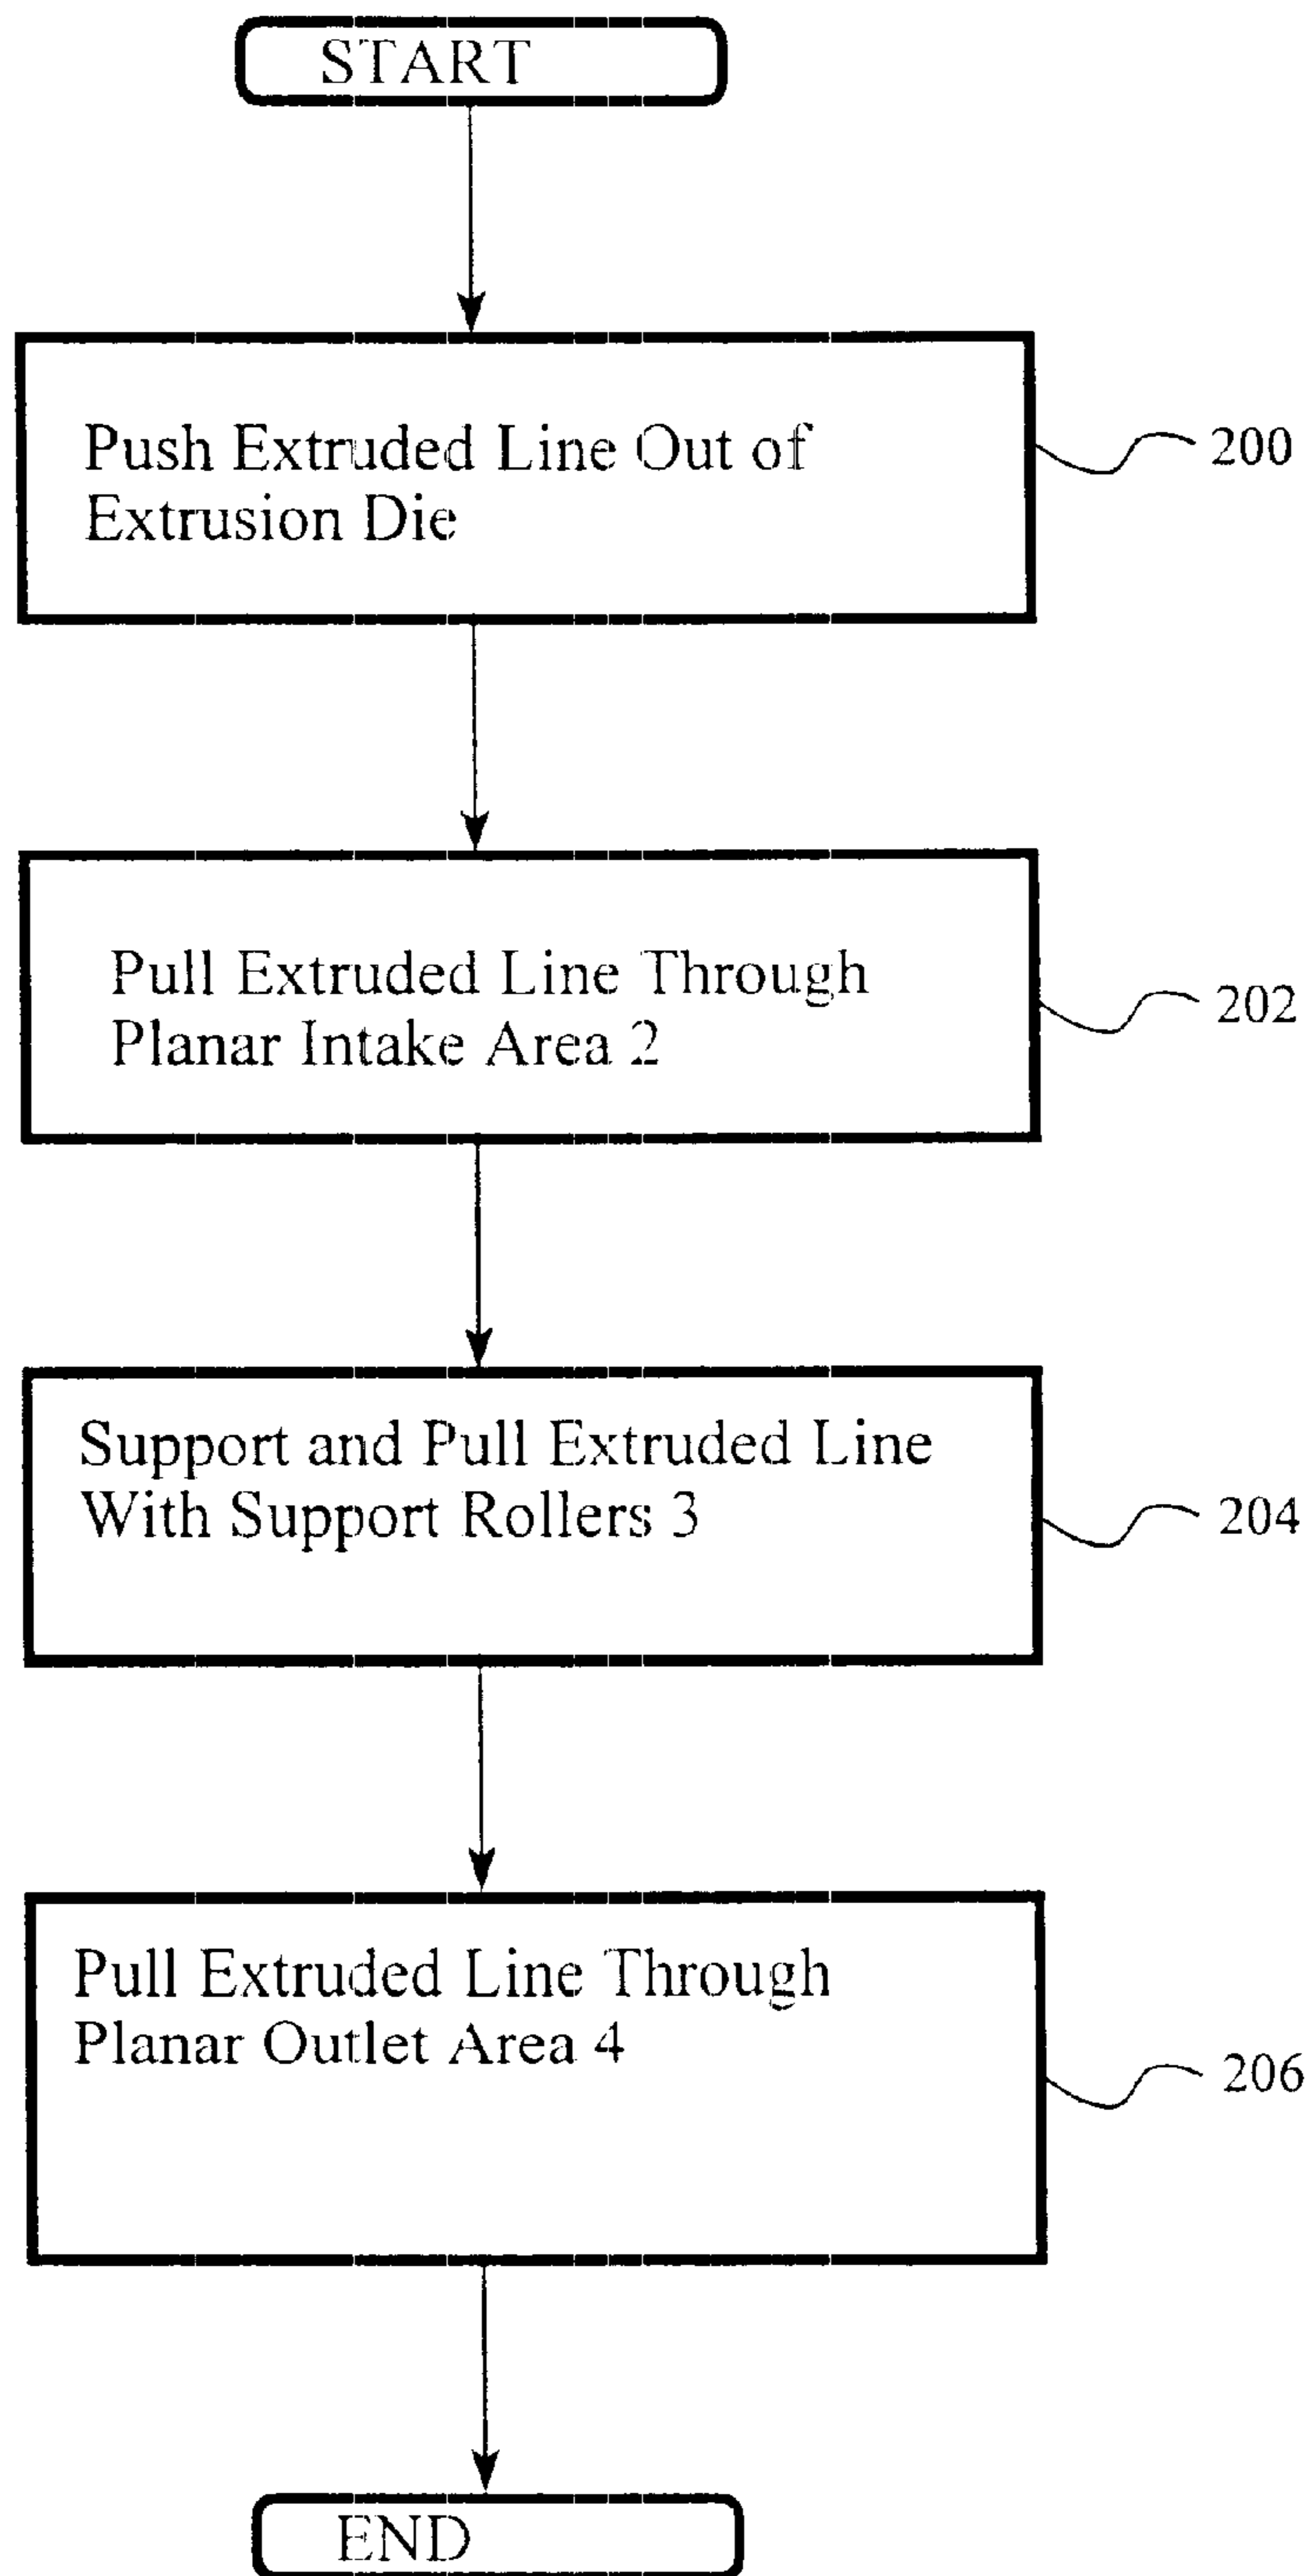 START
Push Extruded Line Out of
Extrusion Die
200
Pull Extruded Line Through
Planar Intake Area 2
202
Support and Pull Extruded Line
With Support Rollers 3
204
Pull Extruded Line Through
Planar Outlet Area 4
206
END